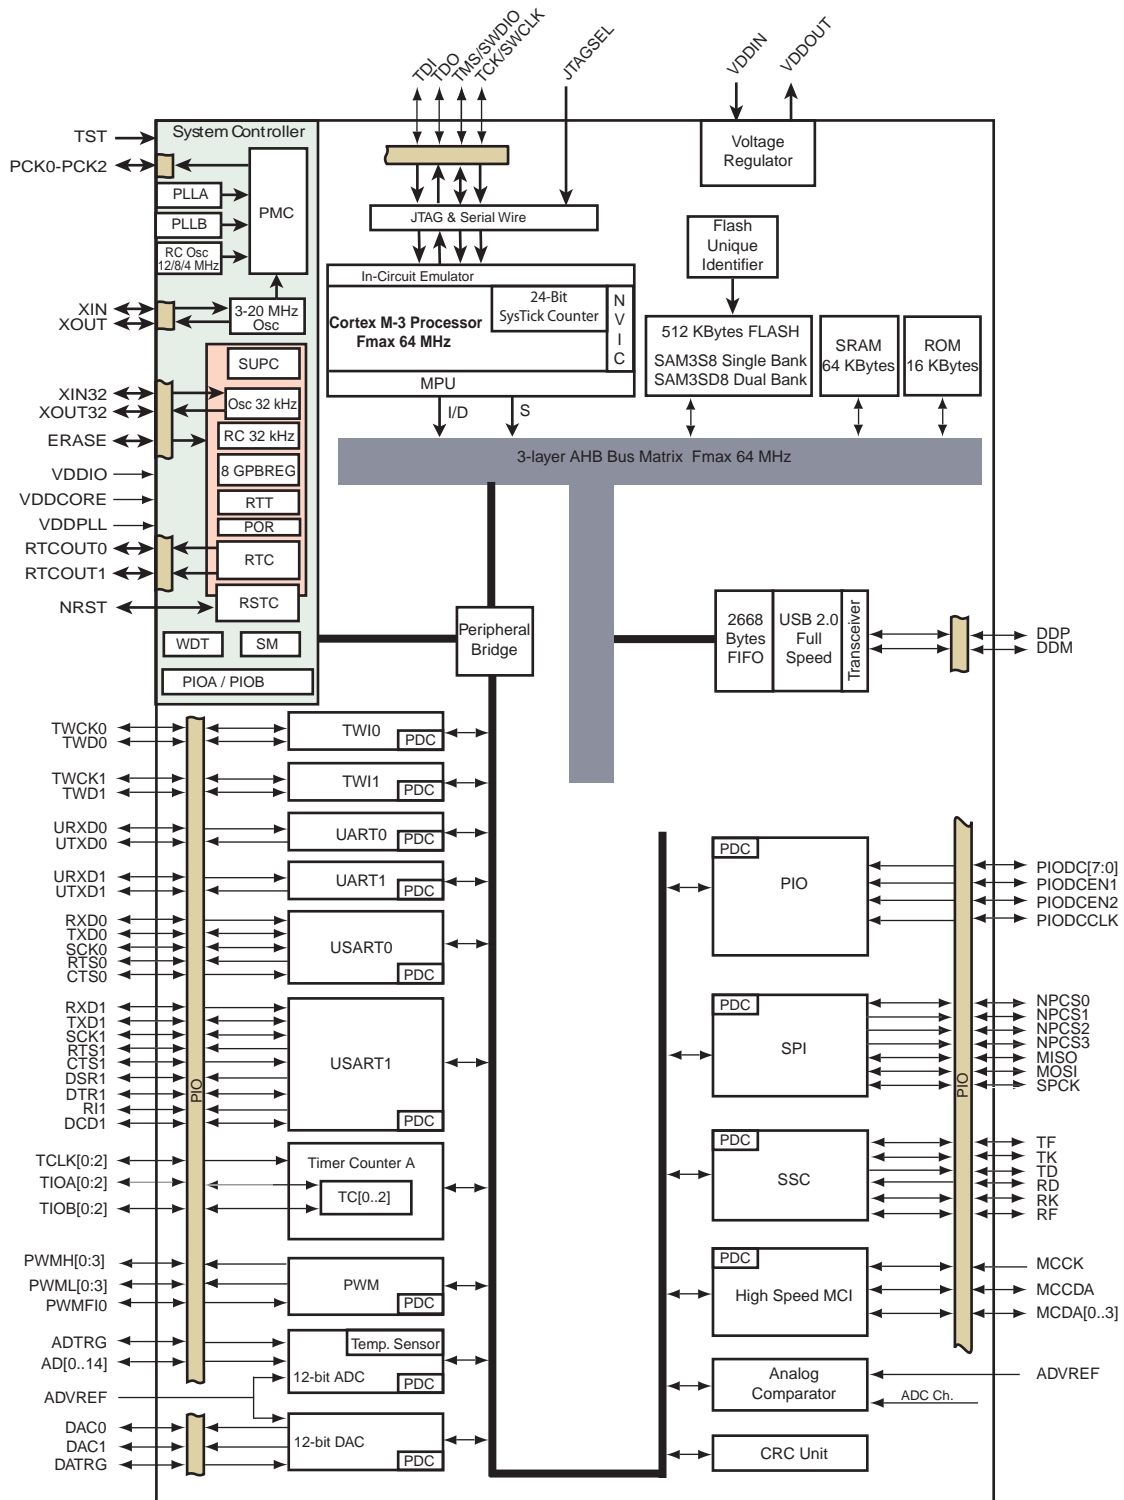 TDI
TDO
TMS/SWDIO
TCK/SWCLK
JTAGSEL
VDDIN
VDDOUT
System Controller
TST
PCK0-PCK2
PLLA
PLLB
RC Osc
12/8/4 MHz
PMC
XIN
XOUT
3-20 MHz
Osc
SUPC
XIN32
XOUT32
Osc 32 kHz
ERASE
RC 32 kHz
8 GPBREG
VDDIO
RTT
VDDCORE
POR
VDDPLL
RTCOUT0
RTC
RTCOUT1
NRST
RSTC
WDT
SM
PIOA / PIOB
Voltage
Regulator
JTAG & Serial Wire
In-Circuit Emulator
24-Bit
SysTick Counter
Cortex M-3 Processor
Fmax 64 MHz
N
V
I
C
MPU
I/D
S
Flash
Unique
Identifier
512 KBytes FLASH
SAM3S8 Single Bank
SAM3SD8 Dual Bank
SRAM
64 KBytes
ROM
16 KBytes
3-layer AHB Bus Matrix Fmax 64 MHz
Peripheral
Bridge
2668
Bytes
FIFO
USB 2.0
Full
Speed
Transceiver
DDP
DDM
TWCK0
TWD0
TWI0
PDC
TWCK1
TWD1
TWI1
PDC
URXD0
UTXD0
UART0
PDC
URXD1
UTXD1
UART1
PDC
RXD0
TXD0
SCK0
RTS0
CTS0
USART0
PDC
RXD1
TXD1
SCK1
RTS1
CTS1
DSR1
DTR1
RI1
DCD1
PIO
USART1
PDC
TCLK[0:2]
TIOA[0:2]
TIOB[0:2]
Timer Counter A
TC[0..2]
PWMH[0:3]
PWML[0:3]
PWMFI0
PWM
PDC
ADTRG
AD[0..14]
ADVREF
Temp. Sensor
12-bit ADC
PDC
DAC0
DAC1
DATRG
12-bit DAC
PDC
PDC
PIO
PIODC[7:0]
PIODCEN1
PIODCEN2
PIODCCLK
PDC
SPI
NPCS0
NPCS1
NPCS2
NPCS3
MISO
MOSI
SPCK
PIO
PDC
SSC
TF
TK
TD
RD
RK
RF
PDC
High Speed MCI
MCCK
MCCDA
MCDA[0..3]
Analog
Comparator
ADVREF
ADC Ch.
CRC Unit